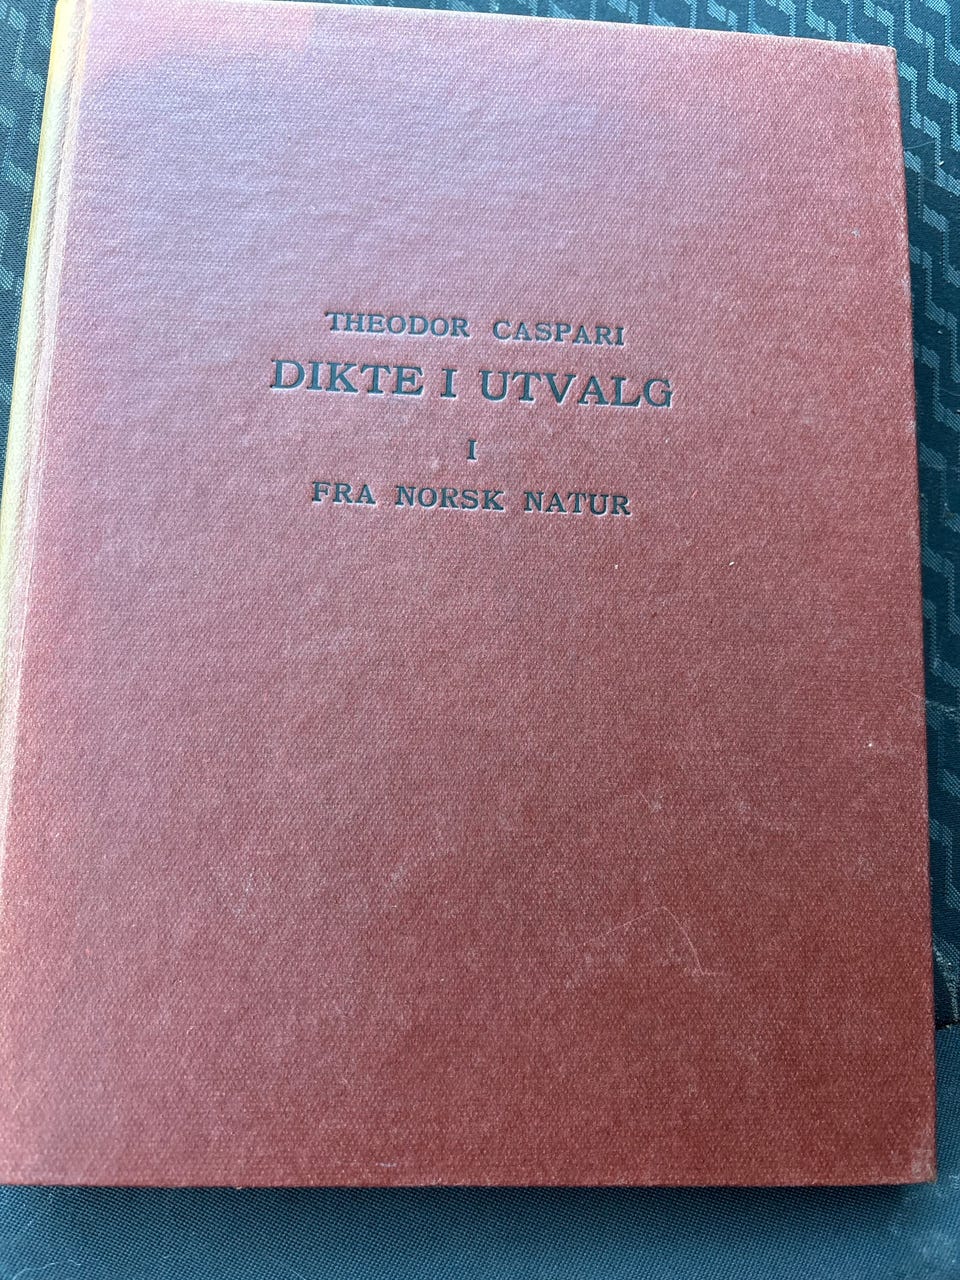 THEODOR CASPARI
DIKTE I UTVALG
I
FRA NORSK NATUR